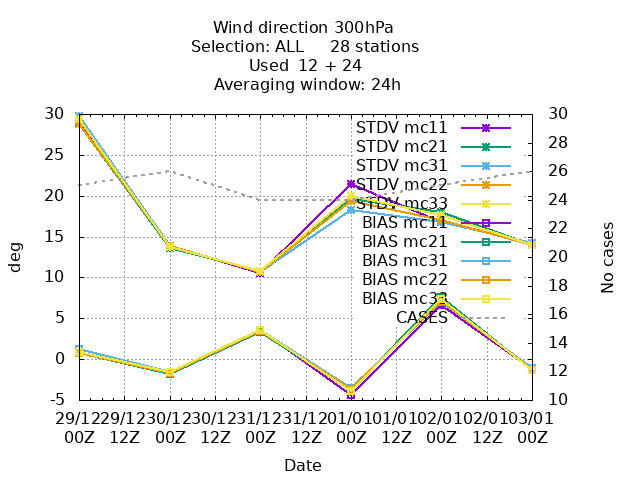 Wind direction 300hPa
Selection: ALL     28 stations
Used  12 + 24
Averaging window: 24h
30
25
20
15
10
5
0
-5
deg
30
28
26
24
22
20
18
16
14
12
10
No cases
STDV mc11
STDV mc21
STDV mc31
STDV mc22
STDV mc33
BIAS mc11
BIAS mc21
BIAS mc31
BIAS mc22
BIAS mc33
CASES
29/12 29/12 30/12 30/12 31/12 31/12 01/01 01/01 02/01 02/01 03/01
00Z 12Z 00Z 12Z 00Z 12Z 00Z 12Z 00Z 12Z 00Z
Date